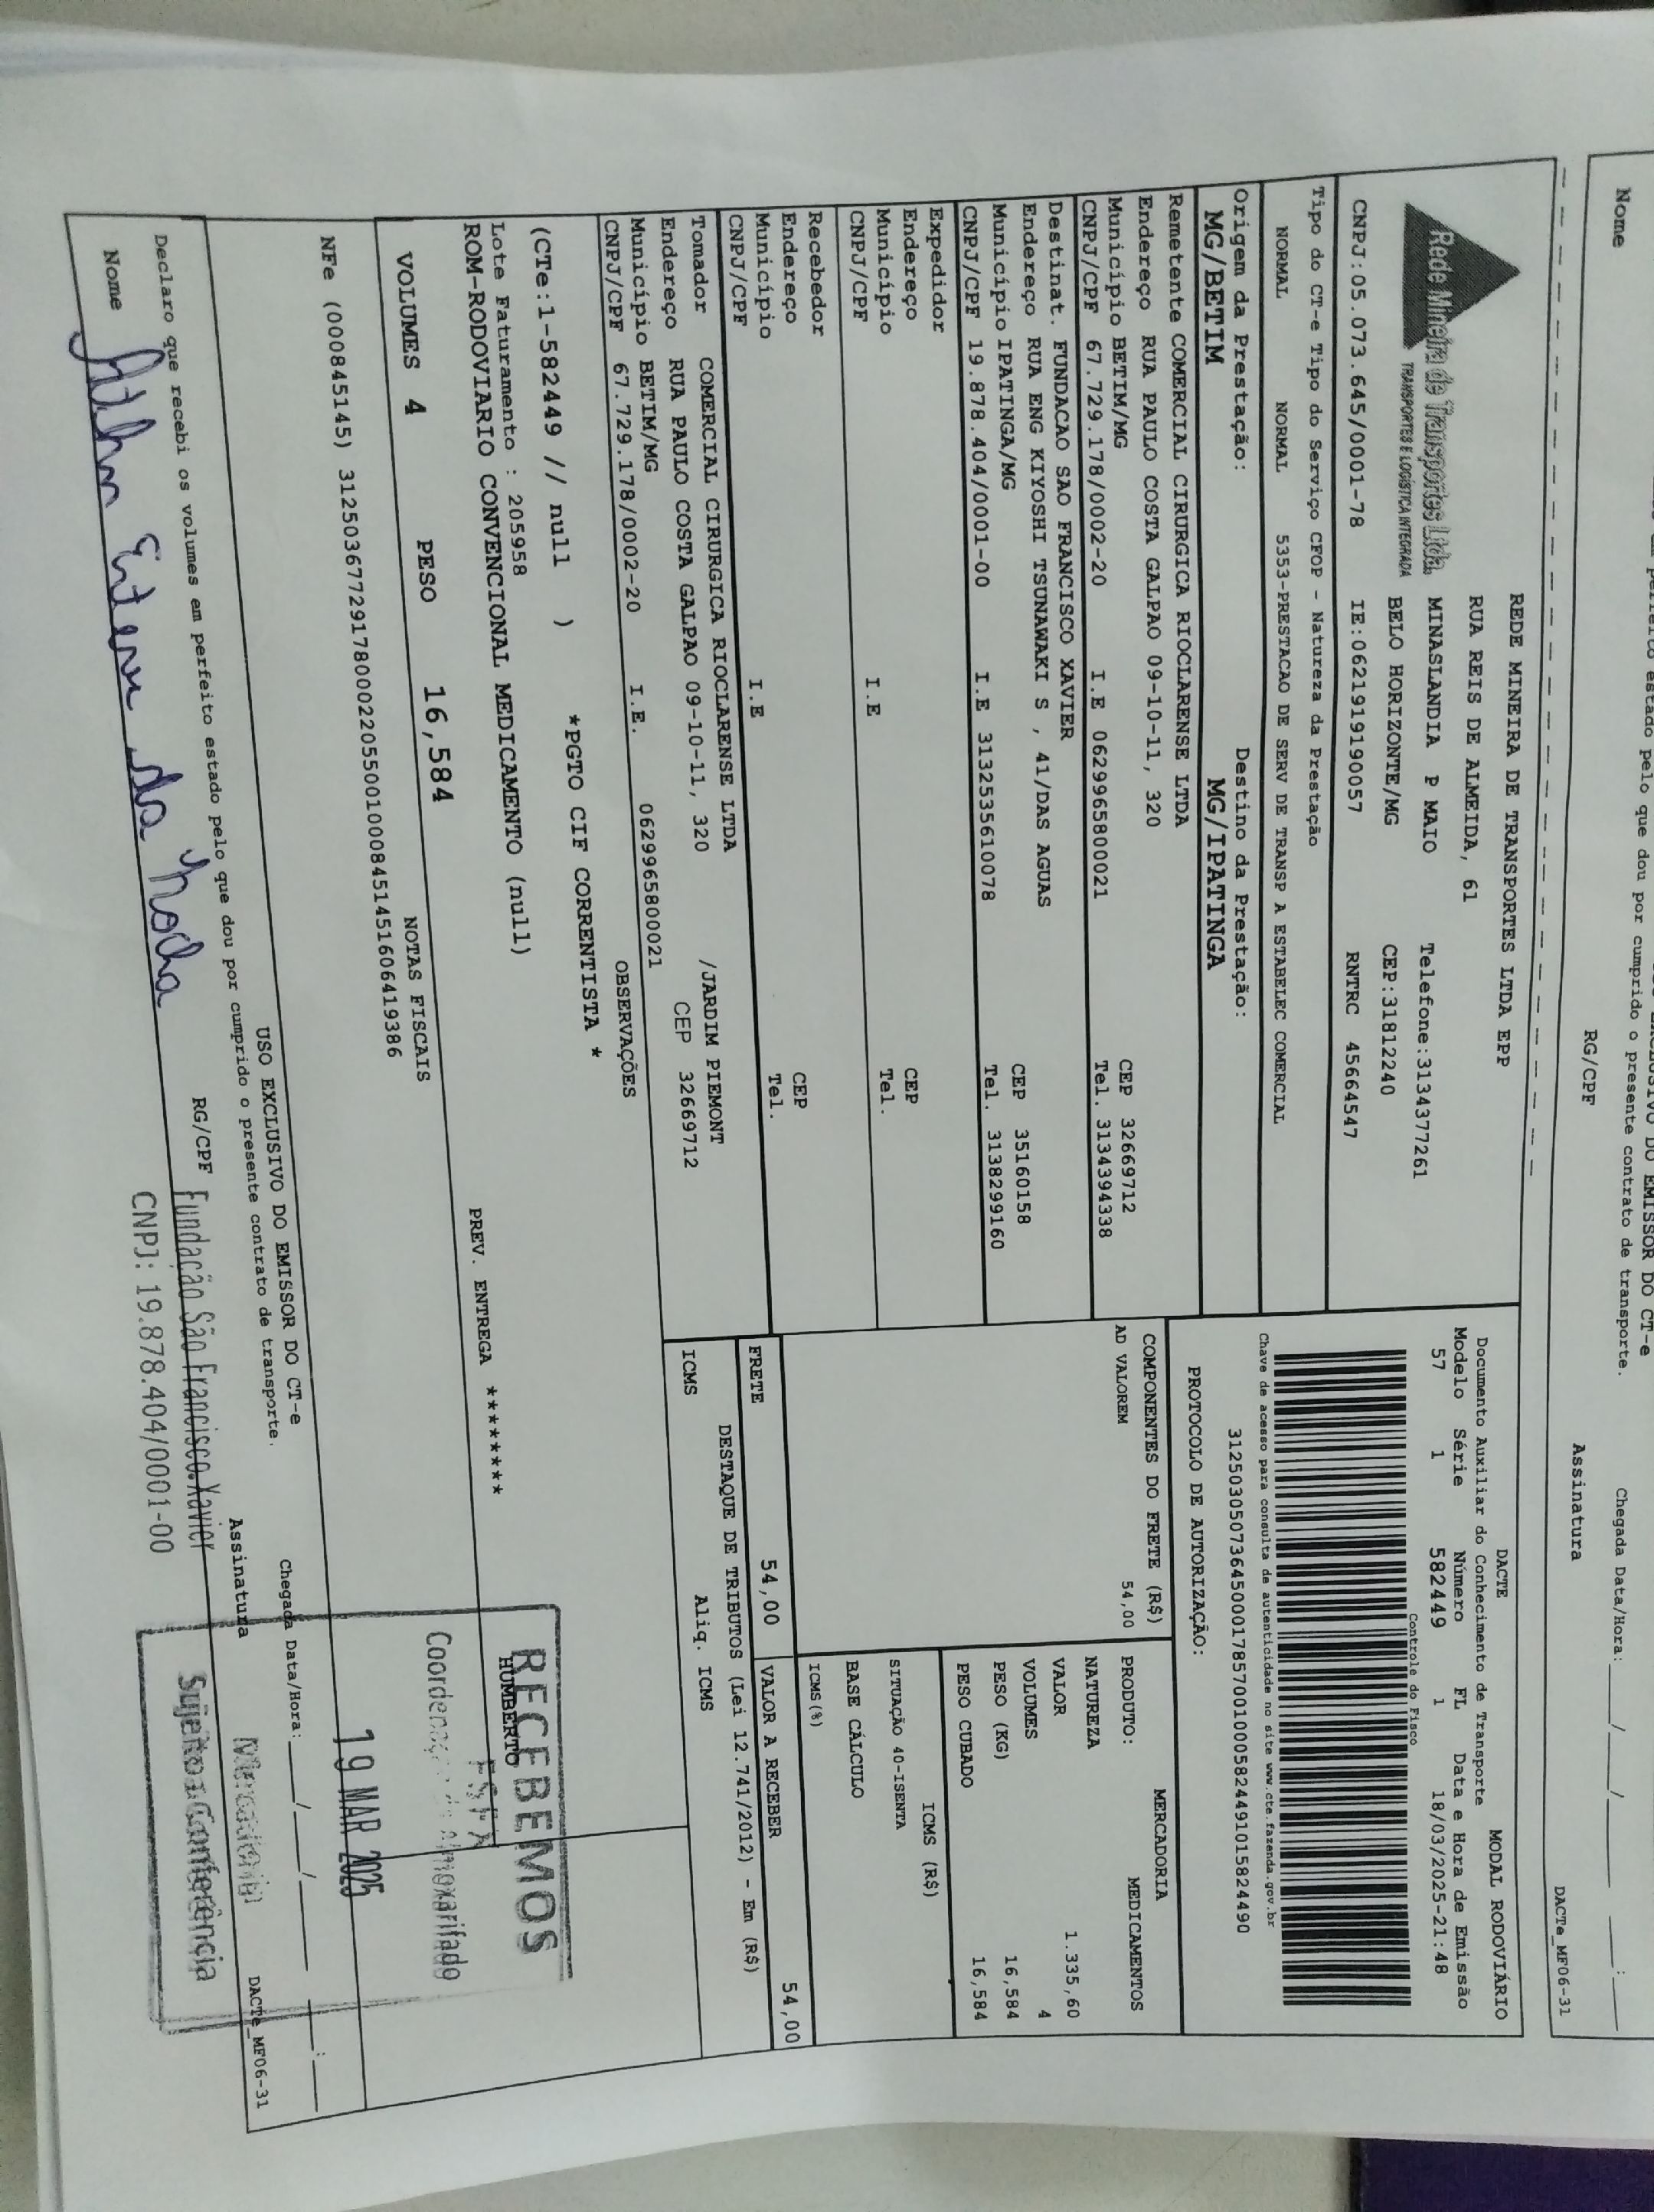 Nome
RG/CPF
Assinatura
Chegada Data/Hora:
DACTe_MF06-31
Rede Mineira de Transportes Ltda.
TRANSPORTES E LOGÍSTICA INTEGRADA
REDE MINEIRA DE TRANSPORTES LTDA EPP
RUA REIS DE ALMEIDA, 61
MINASLANDIA P MAIO Telefone:3134377261
BELO HORIZONTE/MG CEP:31812240
CNPJ:05.073.645/0001-78 IE:0621919190057 RNTRC 45664547
DACTE MODAL RODOVIÁRIO
Documento Auxiliar do Conhecimento de Transporte
Modelo Série Número FL Data e Hora de Emissão
57 1 582449 1 18/03/2025-21:48
Controle do Fisco
Chave de acesso para consulta de autenticidade no site www.cte.fazenda.gov.br
31250305073645000178570010005824491015824490
PROTOCOLO DE AUTORIZAÇÃO:
Tipo do CT-e Tipo do Serviço CFOP - Natureza da Prestação
NORMAL NORMAL 5353-PRESTACAO DE SERV DE TRANSP A ESTABELEC COMERCIAL
Origem da Prestação: Destino da Prestação:
MG/BETIM MG/IPATINGA
Remetente COMERCIAL CIRURGICA RIOCLARENSE LTDA
Endereço RUA PAULO COSTA GALPAO 09-10-11, 320
Município BETIM/MG CEP 32669712
CNPJ/CPF 67.729.178/0002-20 I.E 0629965800021 Tel. 3134394338
Destinat. FUNDACAO SAO FRANCISCO XAVIER
Endereço RUA ENG KIYOSHI TSUNAWAKI S , 41/DAS AGUAS
Município IPATINGA/MG CEP 35160158
CNPJ/CPF 19.878.404/0001-00 I.E 3132535610078 Tel. 3138299160
Expedidor
Endereço CEP
Município Tel.
CNPJ/CPF I.E
Recebedor
Endereço CEP
Município Tel.
CNPJ/CPF I.E
Tomador COMERCIAL CIRURGICA RIOCLARENSE LTDA
Endereço RUA PAULO COSTA GALPAO 09-10-11, 320 /JARDIM PIEMONT
Município BETIM/MG CEP 32669712
CNPJ/CPF 67.729.178/0002-20 I.E. 0629965800021
COMPONENTES DO FRETE (R$)
AD VALOREM 54,00
MERCADORIA
PRODUTO: MEDICAMENTOS
NATUREZA
VALOR 1.335,60
VOLUMES 4
PESO (KG) 16,584
PESO CUBADO 16,584
ICMS (R$)
SITUAÇÃO 40-ISENTA
BASE CÁLCULO
ICMS(%)
FRETE 54,00 VALOR A RECEBER 54,00
DESTAQUE DE TRIBUTOS (Lei 12.741/2012) - Em (R$)
ICMS Aliq. ICMS
OBSERVAÇÕES
(CTe:1-582449 // null ) *PGTO CIF CORRENTISTA *
Lote Faturamento : 205958
ROM-RODOVIARIO CONVENCIONAL MEDICAMENTO (null)
PREV. ENTREGA ********
HUMBERTO
VOLUMES 4 PESO 16,584
NOTAS FISCAIS
NFe (000845145) 31250367729178000220550010008451451606419386
USO EXCLUSIVO DO EMISSOR DO CT-e
Declaro que recebi os volumes em perfeito estado pelo que dou por cumprido o presente contrato de transporte.
Chegada Data/Hora:
Nome
da Rocha
RG/CPF
Assinatura
Fundação São Francisco Xavier
CNPJ: 19.878.404/0001-00
RECEBEMOS
FSFX
19 MAR 2025
Sujeito a Conferência
DACTe_MF06-31